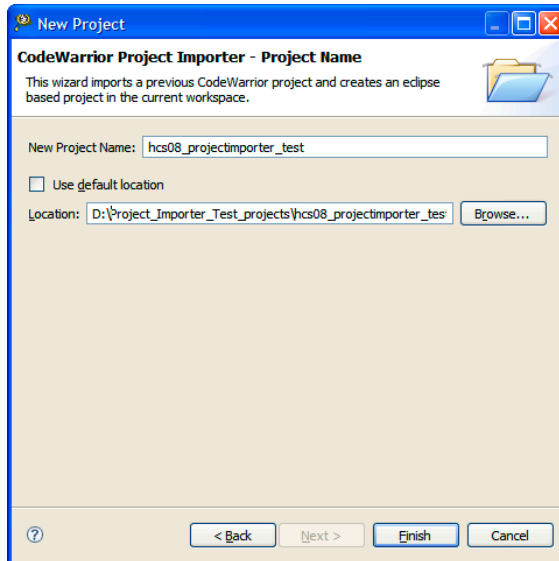 New Project
CodeWarrior Project Importer - Project Name
This wizard imports a previous CodeWarrior project and creates an eclipse
based project in the current workspace.
New Project Name: hcs08_projectimporter_test
Use default location
Location: D:\Project_Importer_Test_projects\hcs08_projectimporter_tes Browse...
? < Back Next > Finish Cancel